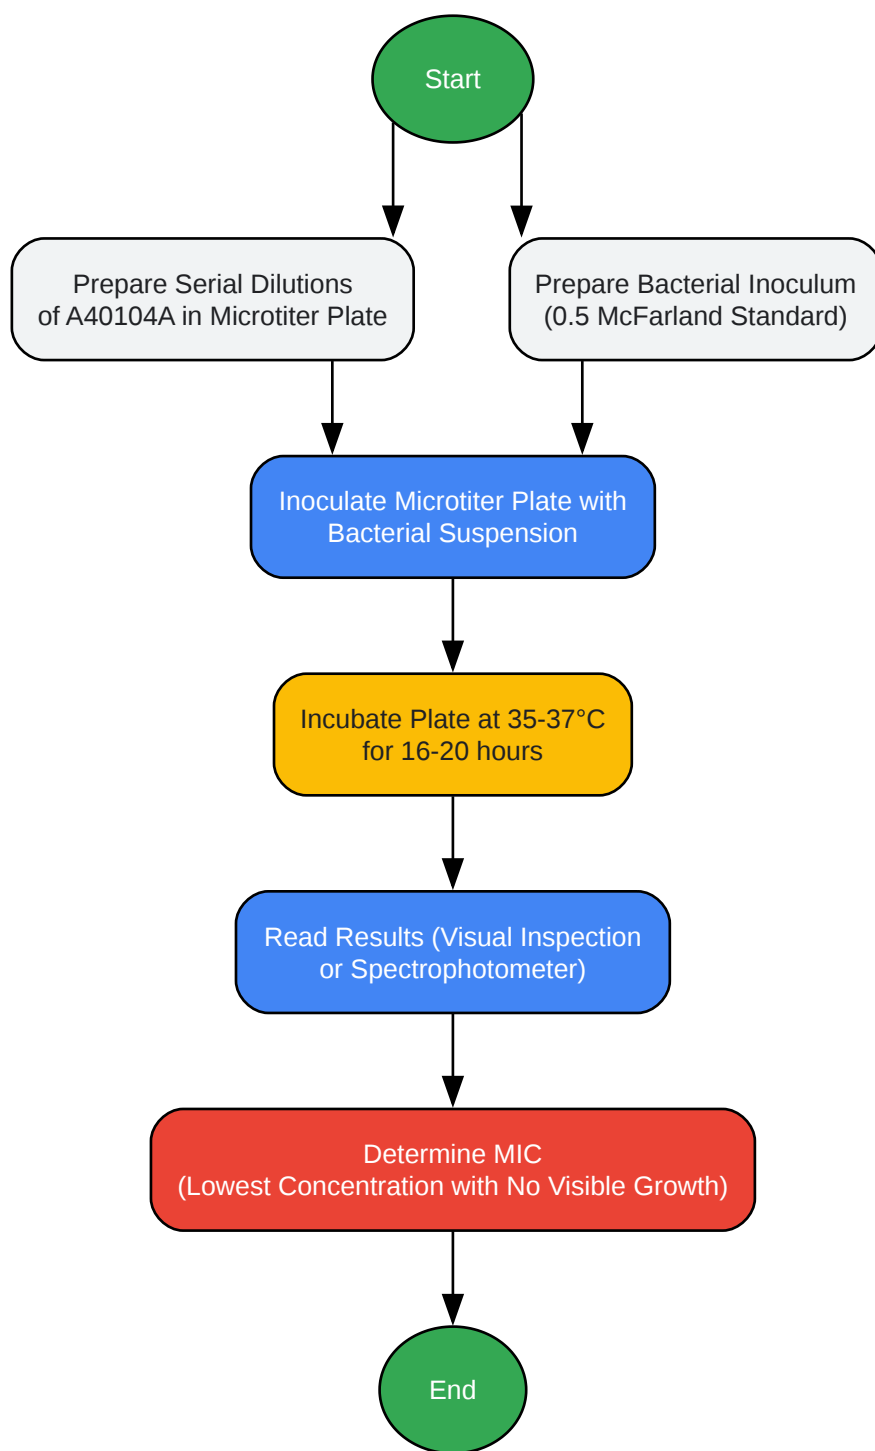 Start
Prepare Serial Dilutions
of A40104A in Microtiter Plate
Prepare Bacterial Inoculum
(0.5 McFarland Standard)
Inoculate Microtiter Plate with
Bacterial Suspension
Incubate Plate at 35-37°C
for 16-20 hours
Read Results (Visual Inspection
or Spectrophotometer)
Determine MIC
(Lowest Concentration with No Visible Growth)
End